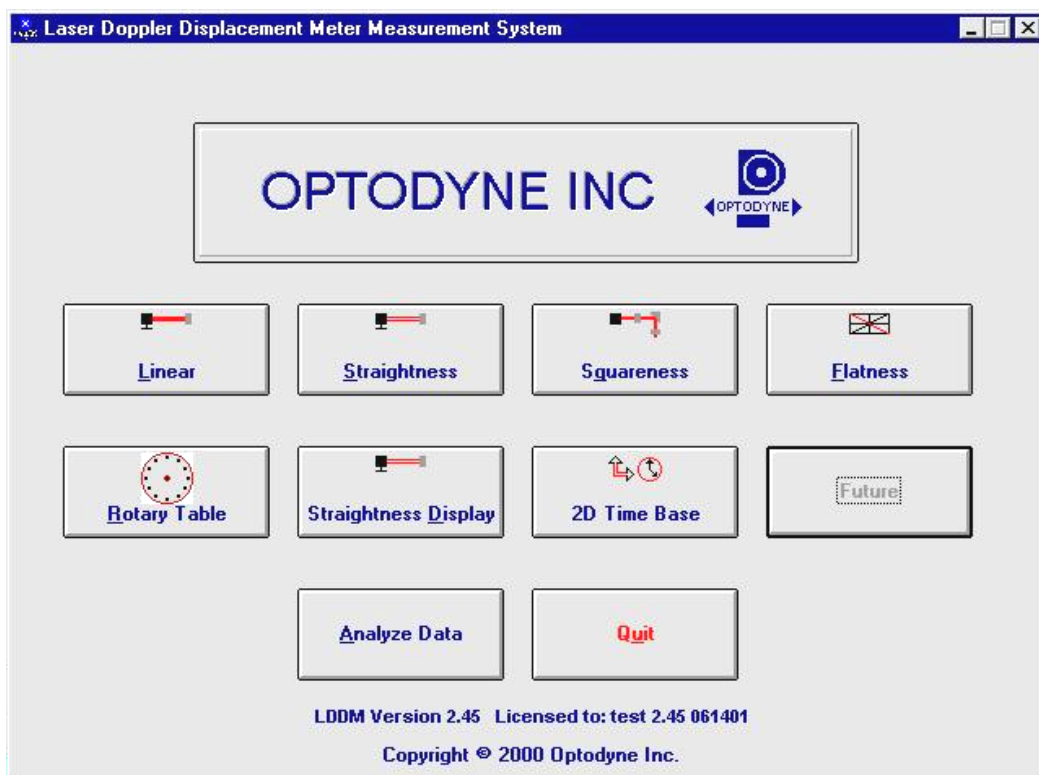 Laser Doppler Displacement Meter Measurement System
OPTODYNE INC
OPTODYNE
Linear
Straightness
Squareness
Flatness
Rotary Table
Straightness Display
2D Time Base
Future
Analyze Data
Quit
LDDM Version 2.45 Licensed to: test 2.45 061401
Copyright © 2000 Optodyne Inc.